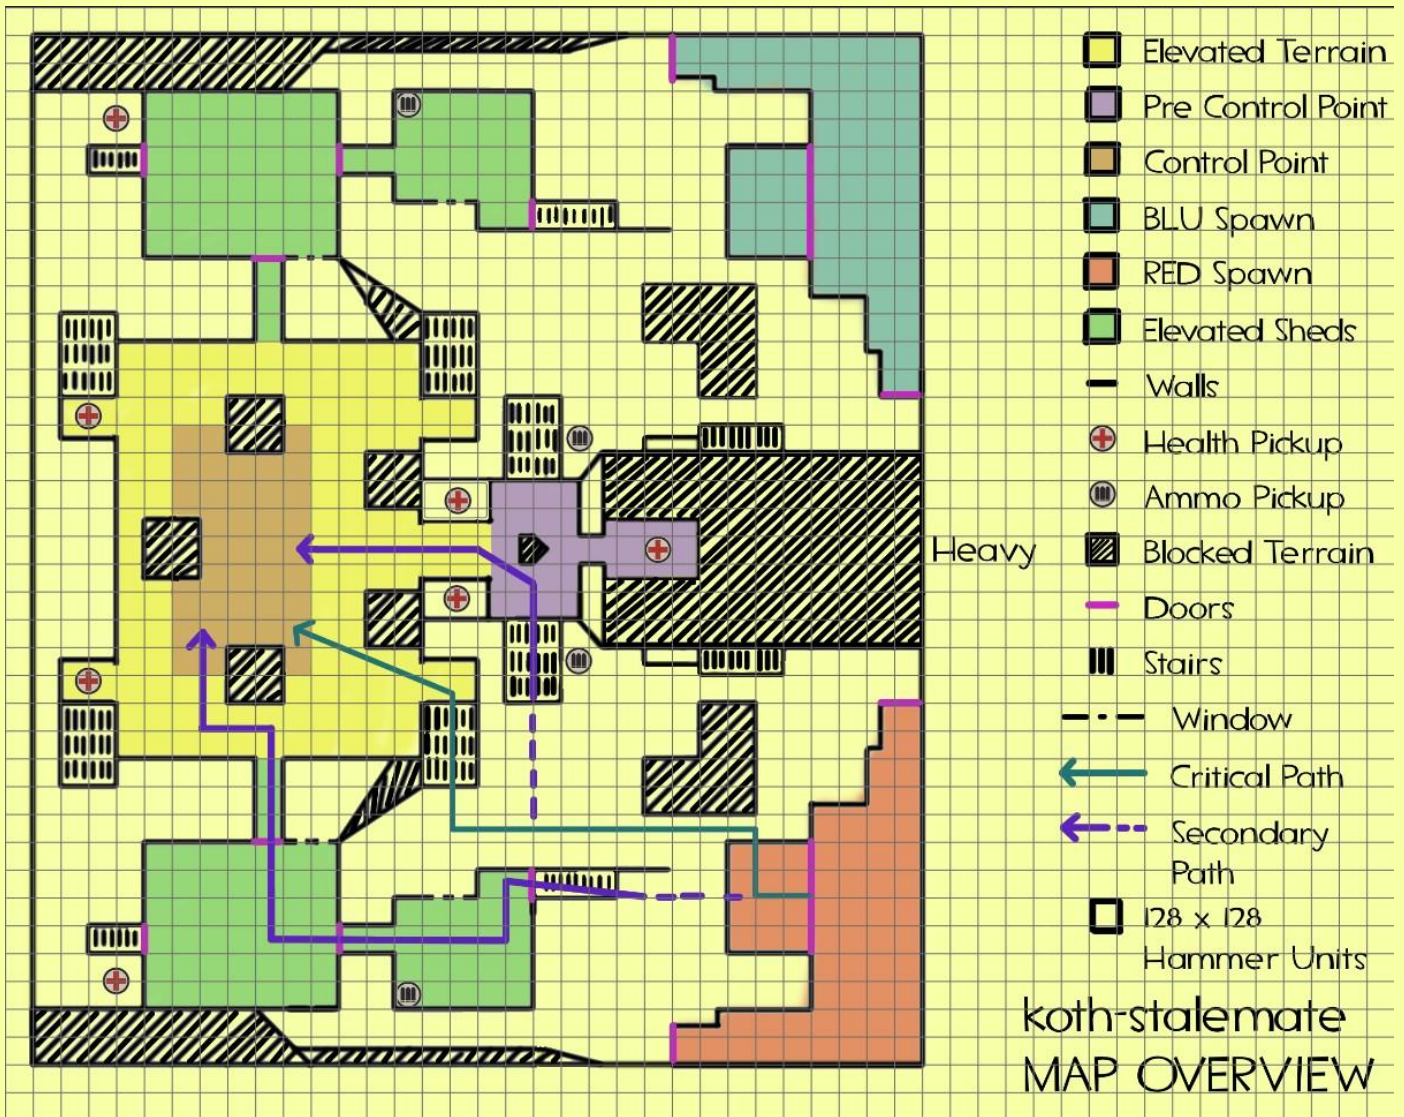 Elevated Terrain
Pre Control Point
Control Point
BLU Spawn
RED Spawn
Elevated Sheds
Walls
Health Pickup
Ammo Pickup
Heavy
Blocked Terrain
Doors
Stairs
Window
Critical Path
Secondary
Path
128 x 128
Hammer Units
koth-stalemate
MAP OVERVIEW